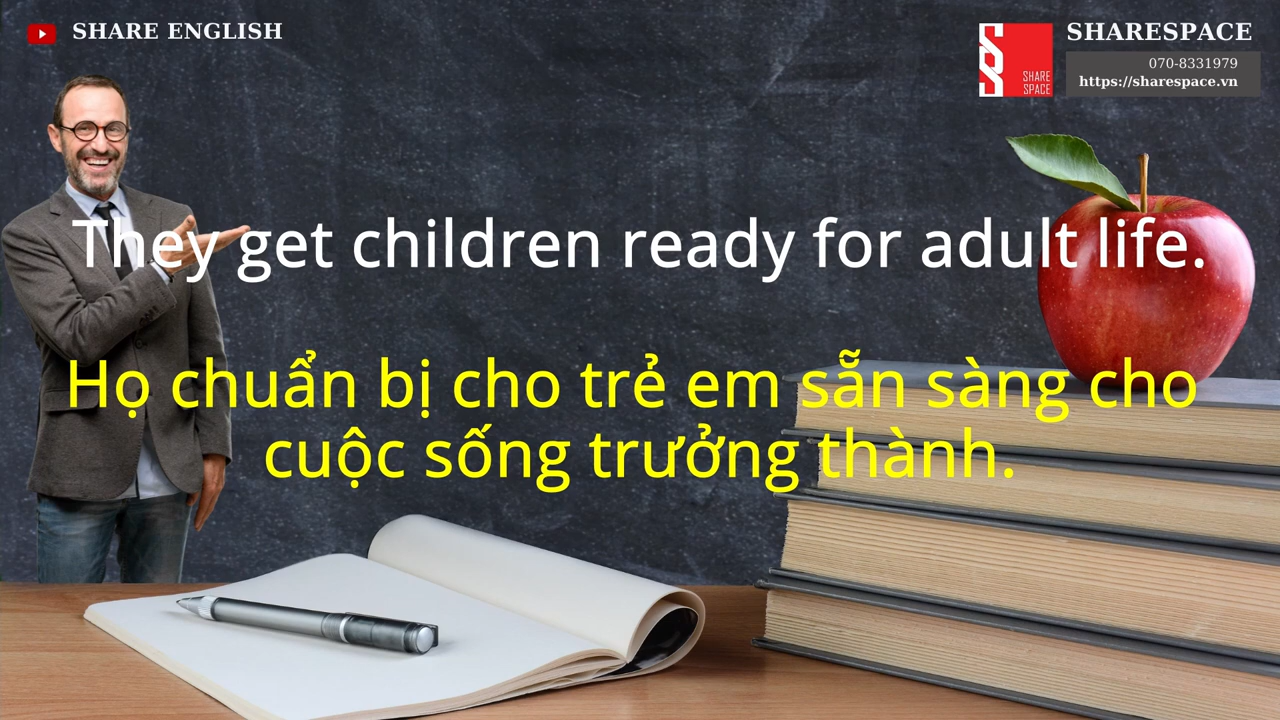 SHARE ENGLISH
SHARESPACE
070-8331979
https://sharespace.vn
SHARE
SPACE
They get children ready for adult life.
Họ chuẩn bị cho trẻ em sẵn sàng cho
cuộc sống trưởng thành.